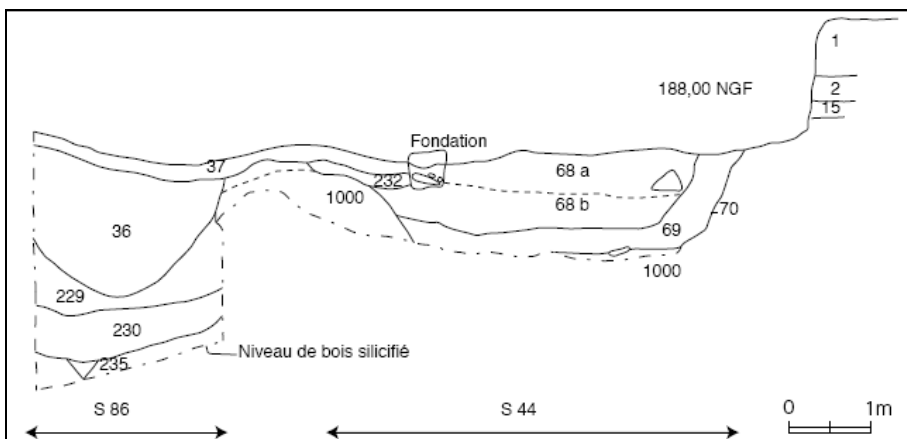 1
188,00 NGF
2
15
Fondation
37
68 a
232
1000
68 b
70
36
69
1000
229
230
235
Niveau de bois silicifié
S 86
S 44
0 1m